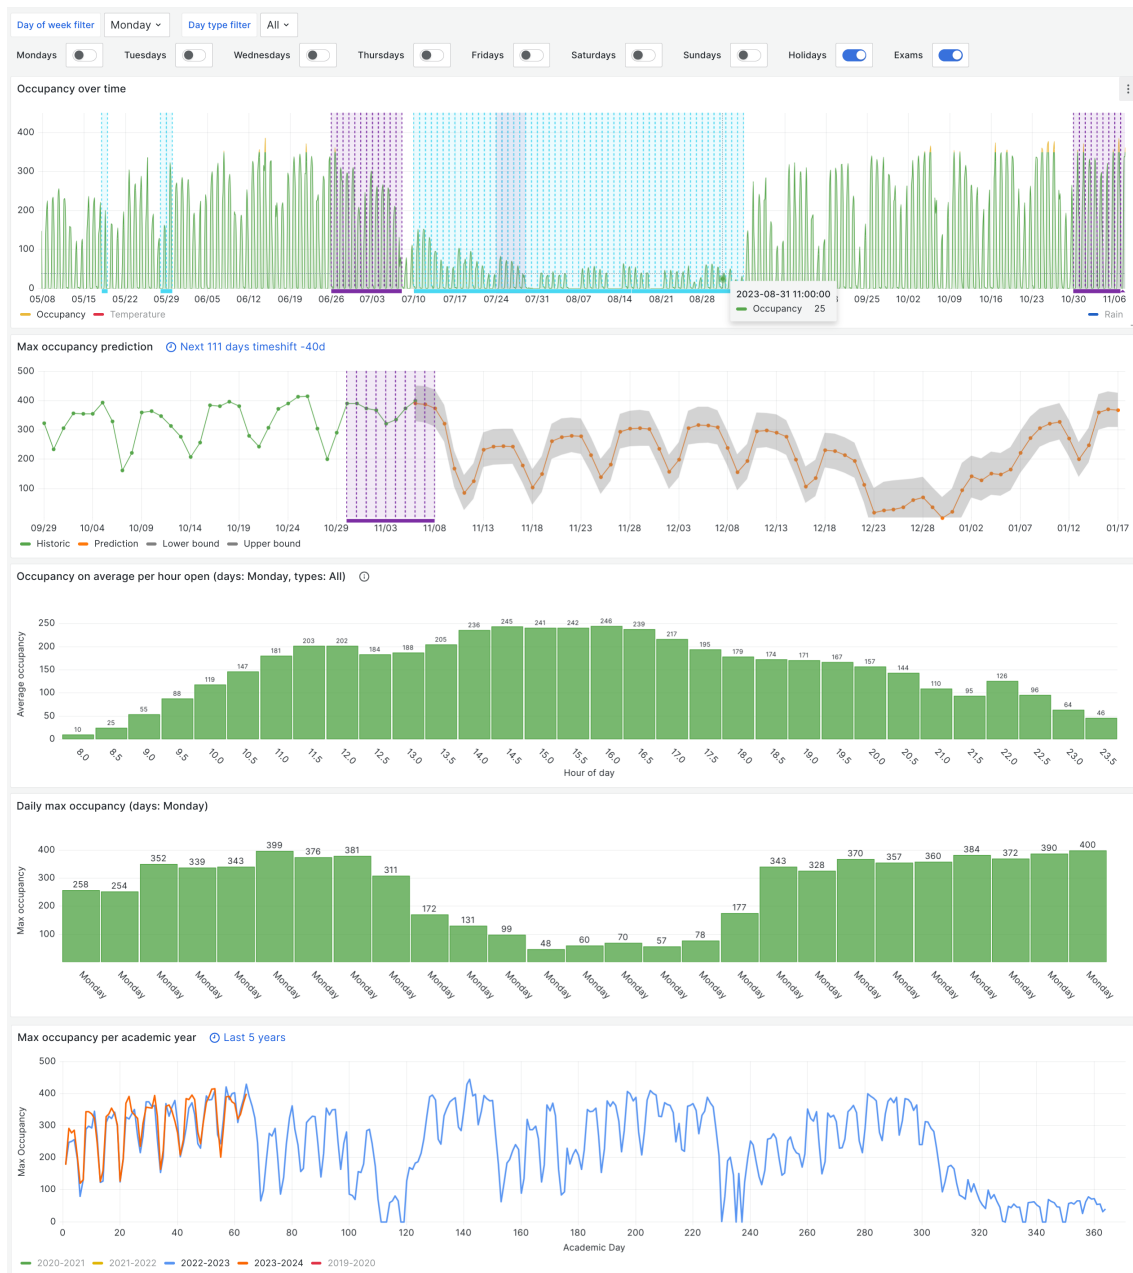 Day of week filter Monday Day type filter All
Mondays Tuesdays Wednesdays Thursdays Fridays Saturdays Sundays Holidays Exams
Occupancy over time
400
300
200
100
0
05/08 05/15 05/22 05/29 06/05 06/12 06/19 06/26 07/03 07/10 07/17 07/24 07/31 08/07 08/14 08/21 08/28 8 09/25 10/02 10/09 10/16 10/23 10/30 11/06
2023-08-31 11:00:00
Occupancy 25
Occupancy Temperature Rain
Max occupancy prediction Next 111 days timeshift -40d
500
400
300
200
100
09/29 10/04 10/09 10/14 10/19 10/24 10/29 11/03 11/08 11/13 11/18 11/23 11/28 12/03 12/08 12/13 12/18 12/23 12/28 01/02 01/07 01/12 01/17
Historic Prediction Lower bound Upper bound
Occupancy on average per hour open (days: Monday, types: All)
Average occupancy
250
200
150
100
50
0
10 25 55 88 119 147 181 203 202 184 188 205 236 245 241 242 246 239 217 195 179 174 171 167 157 144 110 95 126 96 64 46
8.0 8.5 9.0 9.5 10.0 10.5 11.0 11.5 12.0 12.5 13.0 13.5 14.0 14.5 15.0 15.5 16.0 16.5 17.0 17.5 18.0 18.5 19.0 19.5 20.0 20.5 21.0 21.5 22.0 22.5 23.0 23.5
Hour of day
Daily max occupancy (days: Monday)
Max occupancy
400
300
200
100
258 254 352 339 343 399 376 381 311 172 131 99 48 60 70 57 78 177 343 328 370 357 360 384 372 390 400
Monday Monday Monday Monday Monday Monday Monday Monday Monday Monday Monday Monday Monday Monday Monday Monday Monday Monday Monday Monday Monday Monday Monday Monday Monday Monday Monday
Max occupancy per academic year Last 5 years
Max Occupancy
500
400
300
200
100
0
0 20 40 60 80 100 120 140 160 180 200 220 240 260 280 300 320 340 360
Academic Day
2020-2021 2021-2022 2022-2023 2023-2024 2019-2020